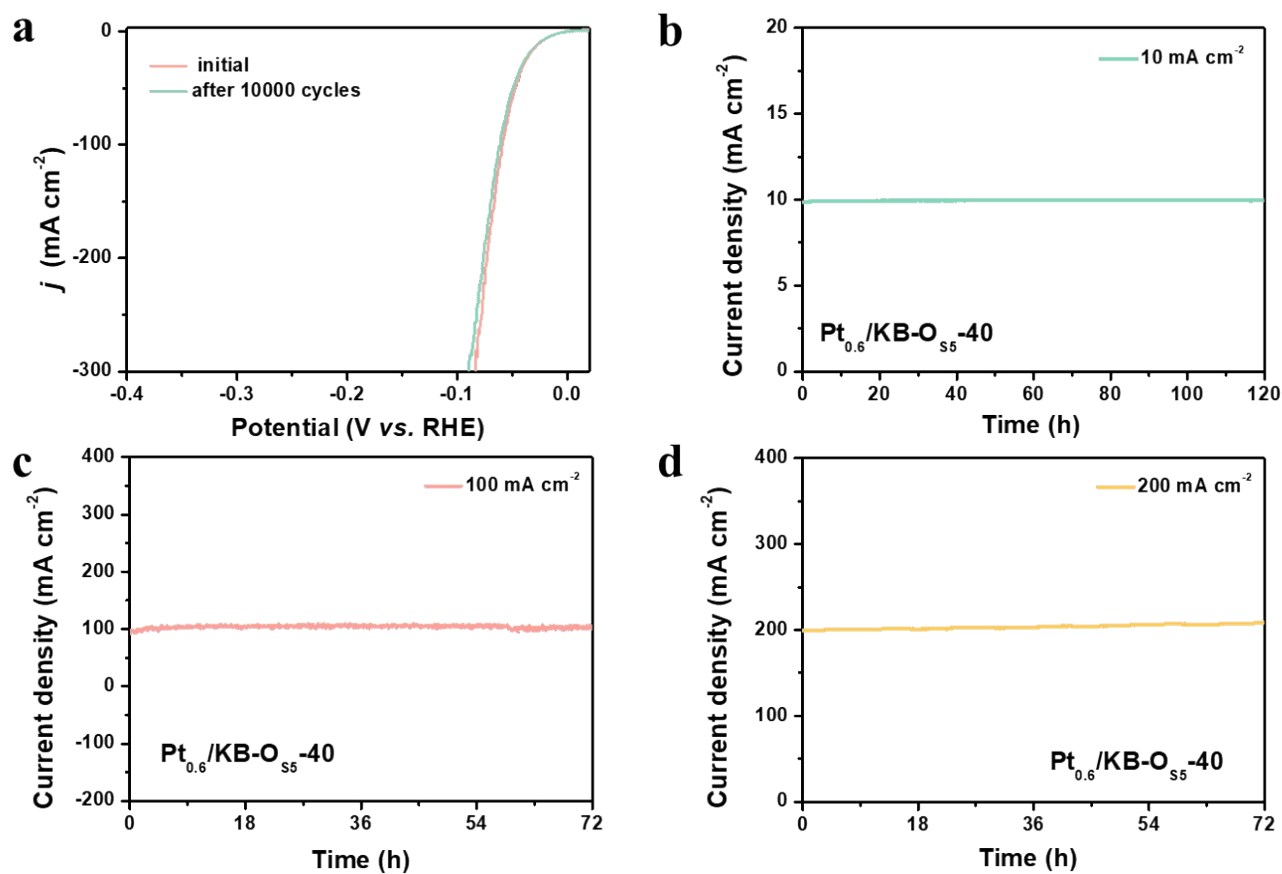 a
initial
after 10000 cycles
j (mA cm⁻²)
0
-100
-200
-300
-0.4 -0.3 -0.2 -0.1 0.0
Potential (V vs. RHE)
b
10 mA cm⁻²
Current density (mA cm⁻²)
20
15
10
5
0
Pt₀.₆/KB-O_S5-40
0 20 40 60 80 100 120
Time (h)
c
100 mA cm⁻²
Current density (mA cm⁻²)
400
300
200
100
0
-100
-200
Pt₀.₆/KB-O_S5-40
0 18 36 54 72
Time (h)
d
200 mA cm⁻²
Current density (mA cm⁻²)
400
300
200
100
0
Pt₀.₆/KB-O_S5-40
0 18 36 54 72
Time (h)